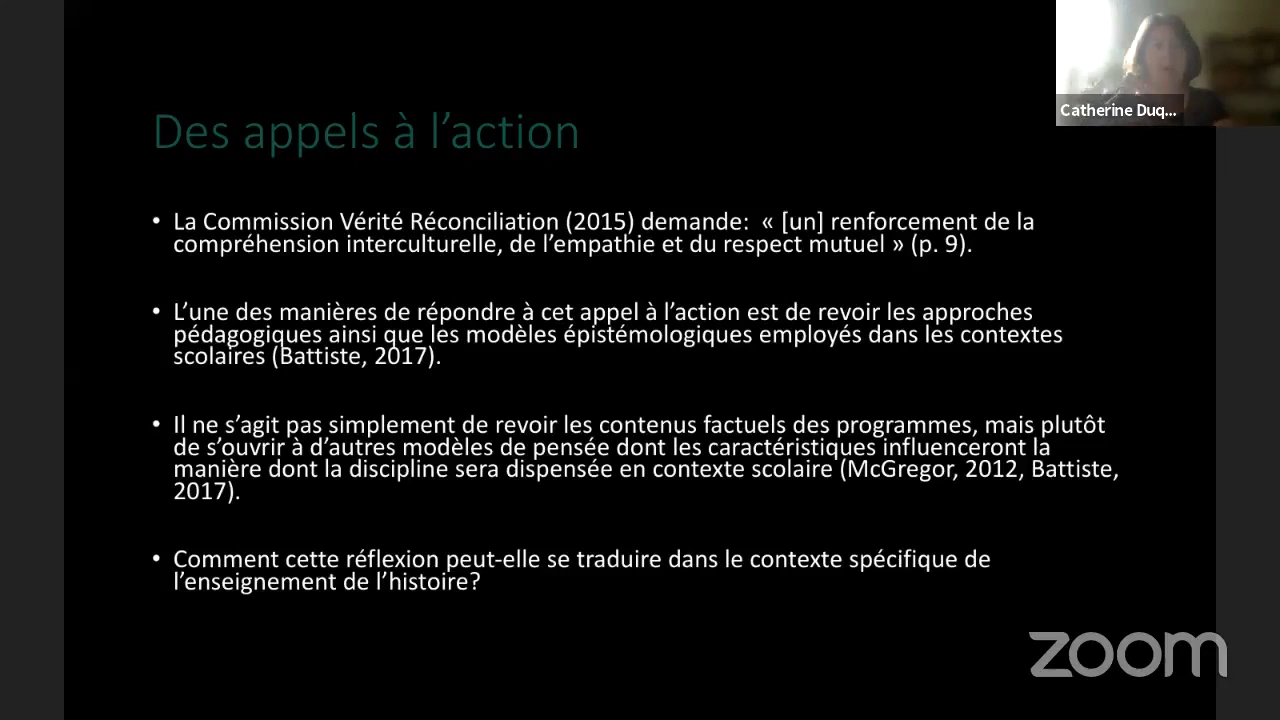 Catherine Duq...
Des appels à l’action
• La Commission Vérité Réconciliation (2015) demande: « [un] renforcement de la
compréhension interculturelle, de l’empathie et du respect mutuel » (p. 9).
• L’une des manières de répondre à cet appel à l’action est de revoir les approches
pédagogiques ainsi que les modèles épistémologiques employés dans les contextes
scolaires (Battiste, 2017).
• Il ne s’agit pas simplement de revoir les contenus factuels des programmes, mais plutôt
de s’ouvrir à d’autres modèles de pensée dont les caractéristiques influenceront la
manière dont la discipline sera dispensée en contexte scolaire (McGregor, 2012, Battiste,
2017).
• Comment cette réflexion peut-elle se traduire dans le contexte spécifique de
l’enseignement de l’histoire?
zoom